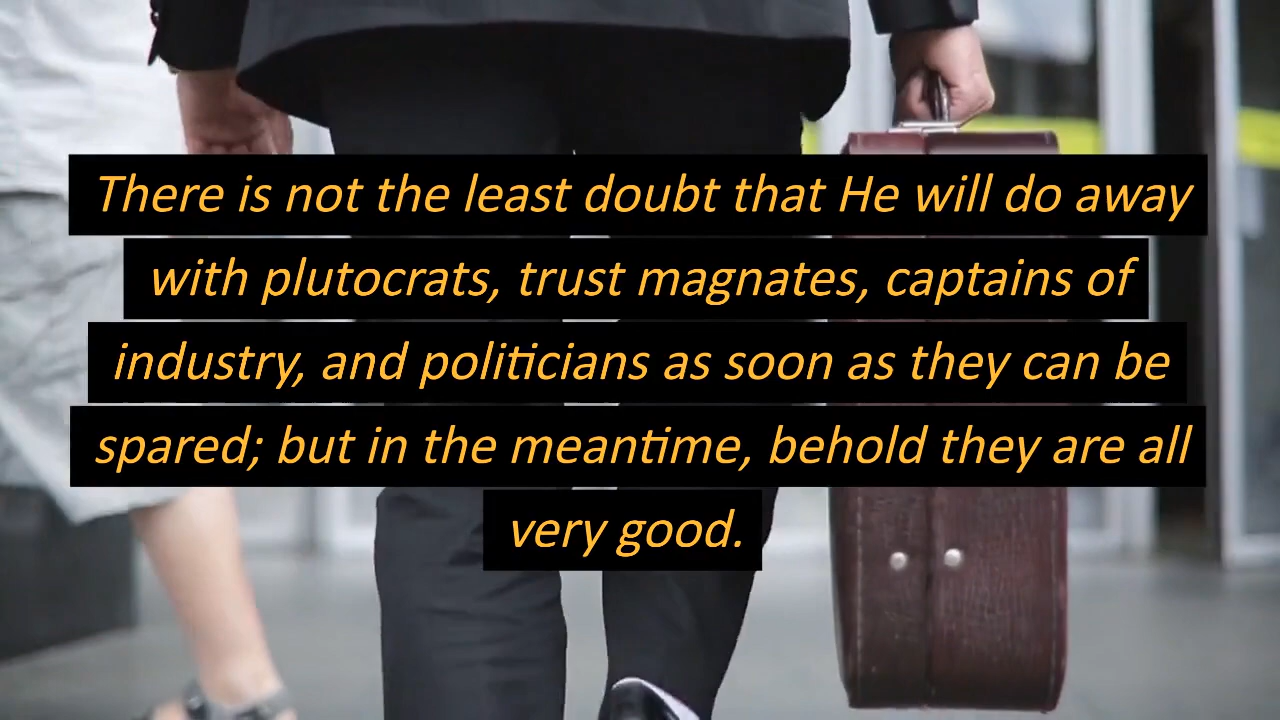 There is not the least doubt that He will do away
with plutocrats, trust magnates, captains of
industry, and politicians as soon as they can be
spared; but in the meantime, behold they are all
very good.